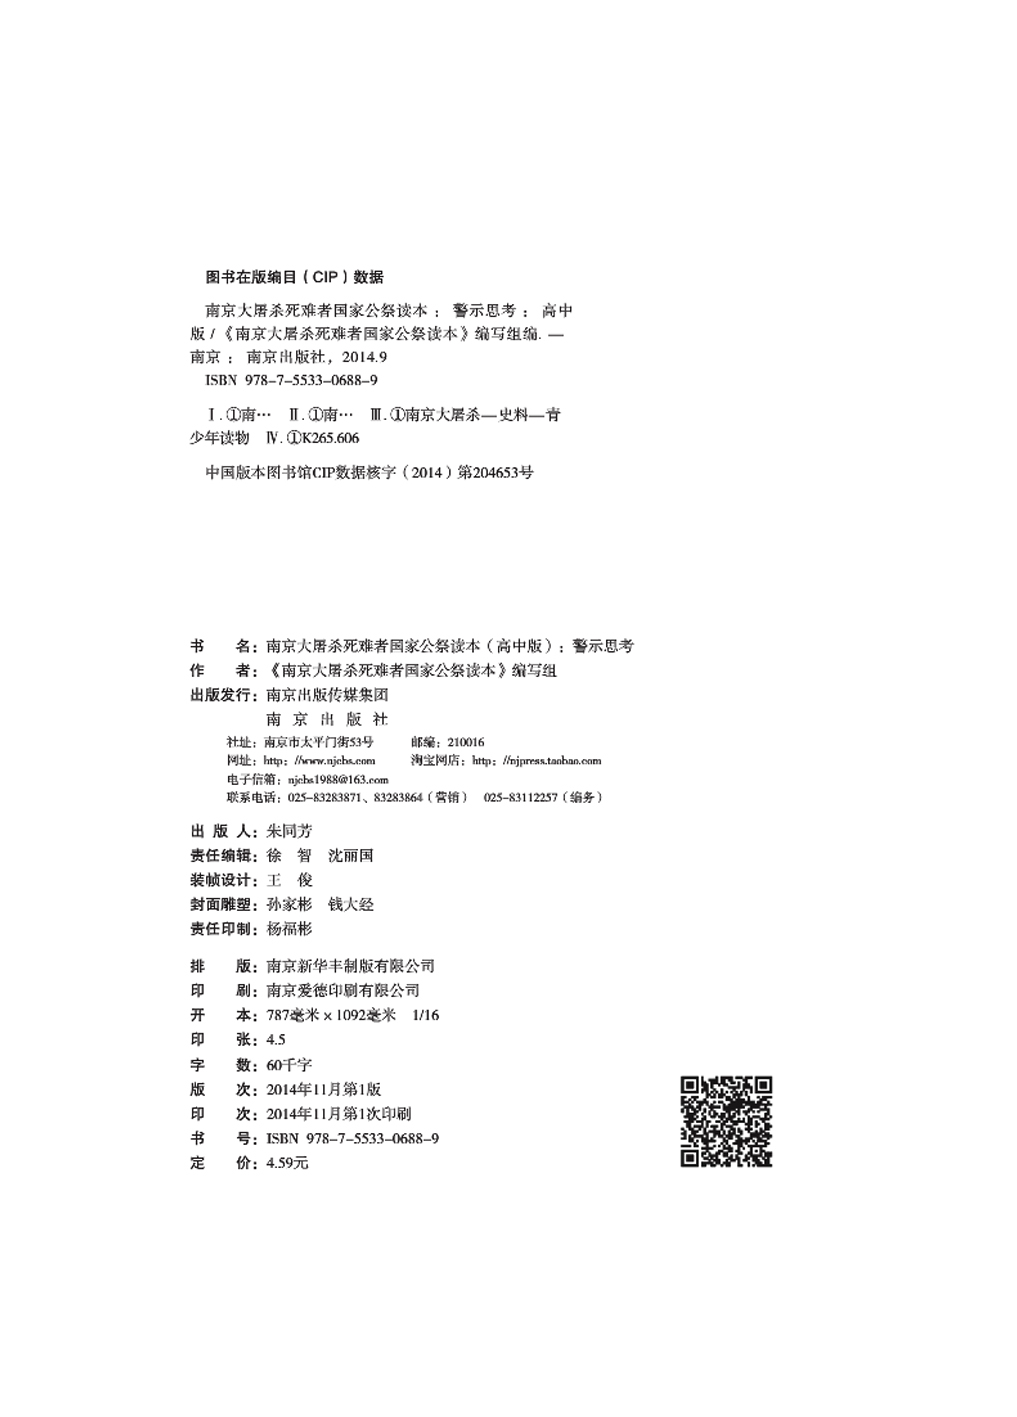 图书在版编目（CIP）数据
南京大屠杀死难者国家公祭读本 ： 警示思考 ： 高中
版 / 《南京大屠杀死难者国家公祭读本》编写组编. —
南京 ： 南京出版社，2014.9
ISBN 978-7-5533-0688-9
Ⅰ.①南… Ⅱ.①南… Ⅲ.①南京大屠杀—史料—青
少年读物 Ⅳ.①K265.606
中国版本图书馆CIP数据核字（2014）第204653号
书 名：南京大屠杀死难者国家公祭读本（高中版）：警示思考
作 者：《南京大屠杀死难者国家公祭读本》编写组
出版发行：南京出版传媒集团
南 京 出 版 社
社址：南京市太平门街53号 邮编：210016
网址：http：//www.njcbs.com 淘宝网店：http：//njpress.taobao.com
电子信箱：njcbs1988@163.com
联系电话：025-83283871、83283864（营销） 025-83112257（编务）
出 版 人：朱同芳
责任编辑：徐 智 沈丽国
装帧设计：王 俊
封面雕塑：孙家彬 钱大经
责任印制：杨福彬
排 版：南京新华丰制版有限公司
印 刷：南京爱德印刷有限公司
开 本：787毫米×1092毫米 1/16
印 张：4.5
字 数：60千字
版 次：2014年11月第1版
印 次：2014年11月第1次印刷
书 号：ISBN 978-7-5533-0688-9
定 价：4.59元